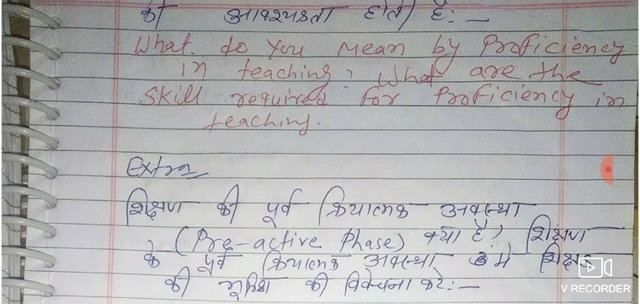 की आवश्यकता होती है:-
What do you mean by Proficiency
in teaching? What are the
skill required for Proficiency in
teaching.
Extra
शिक्षण की पूर्व क्रियात्मक अवस्था
(Pre-active Phase) क्या है? शिक्षण
के पूर्व क्रियात्मक अवस्था में शिक्षक
की भूमिका की विवेचना करें:-
V RECORDER